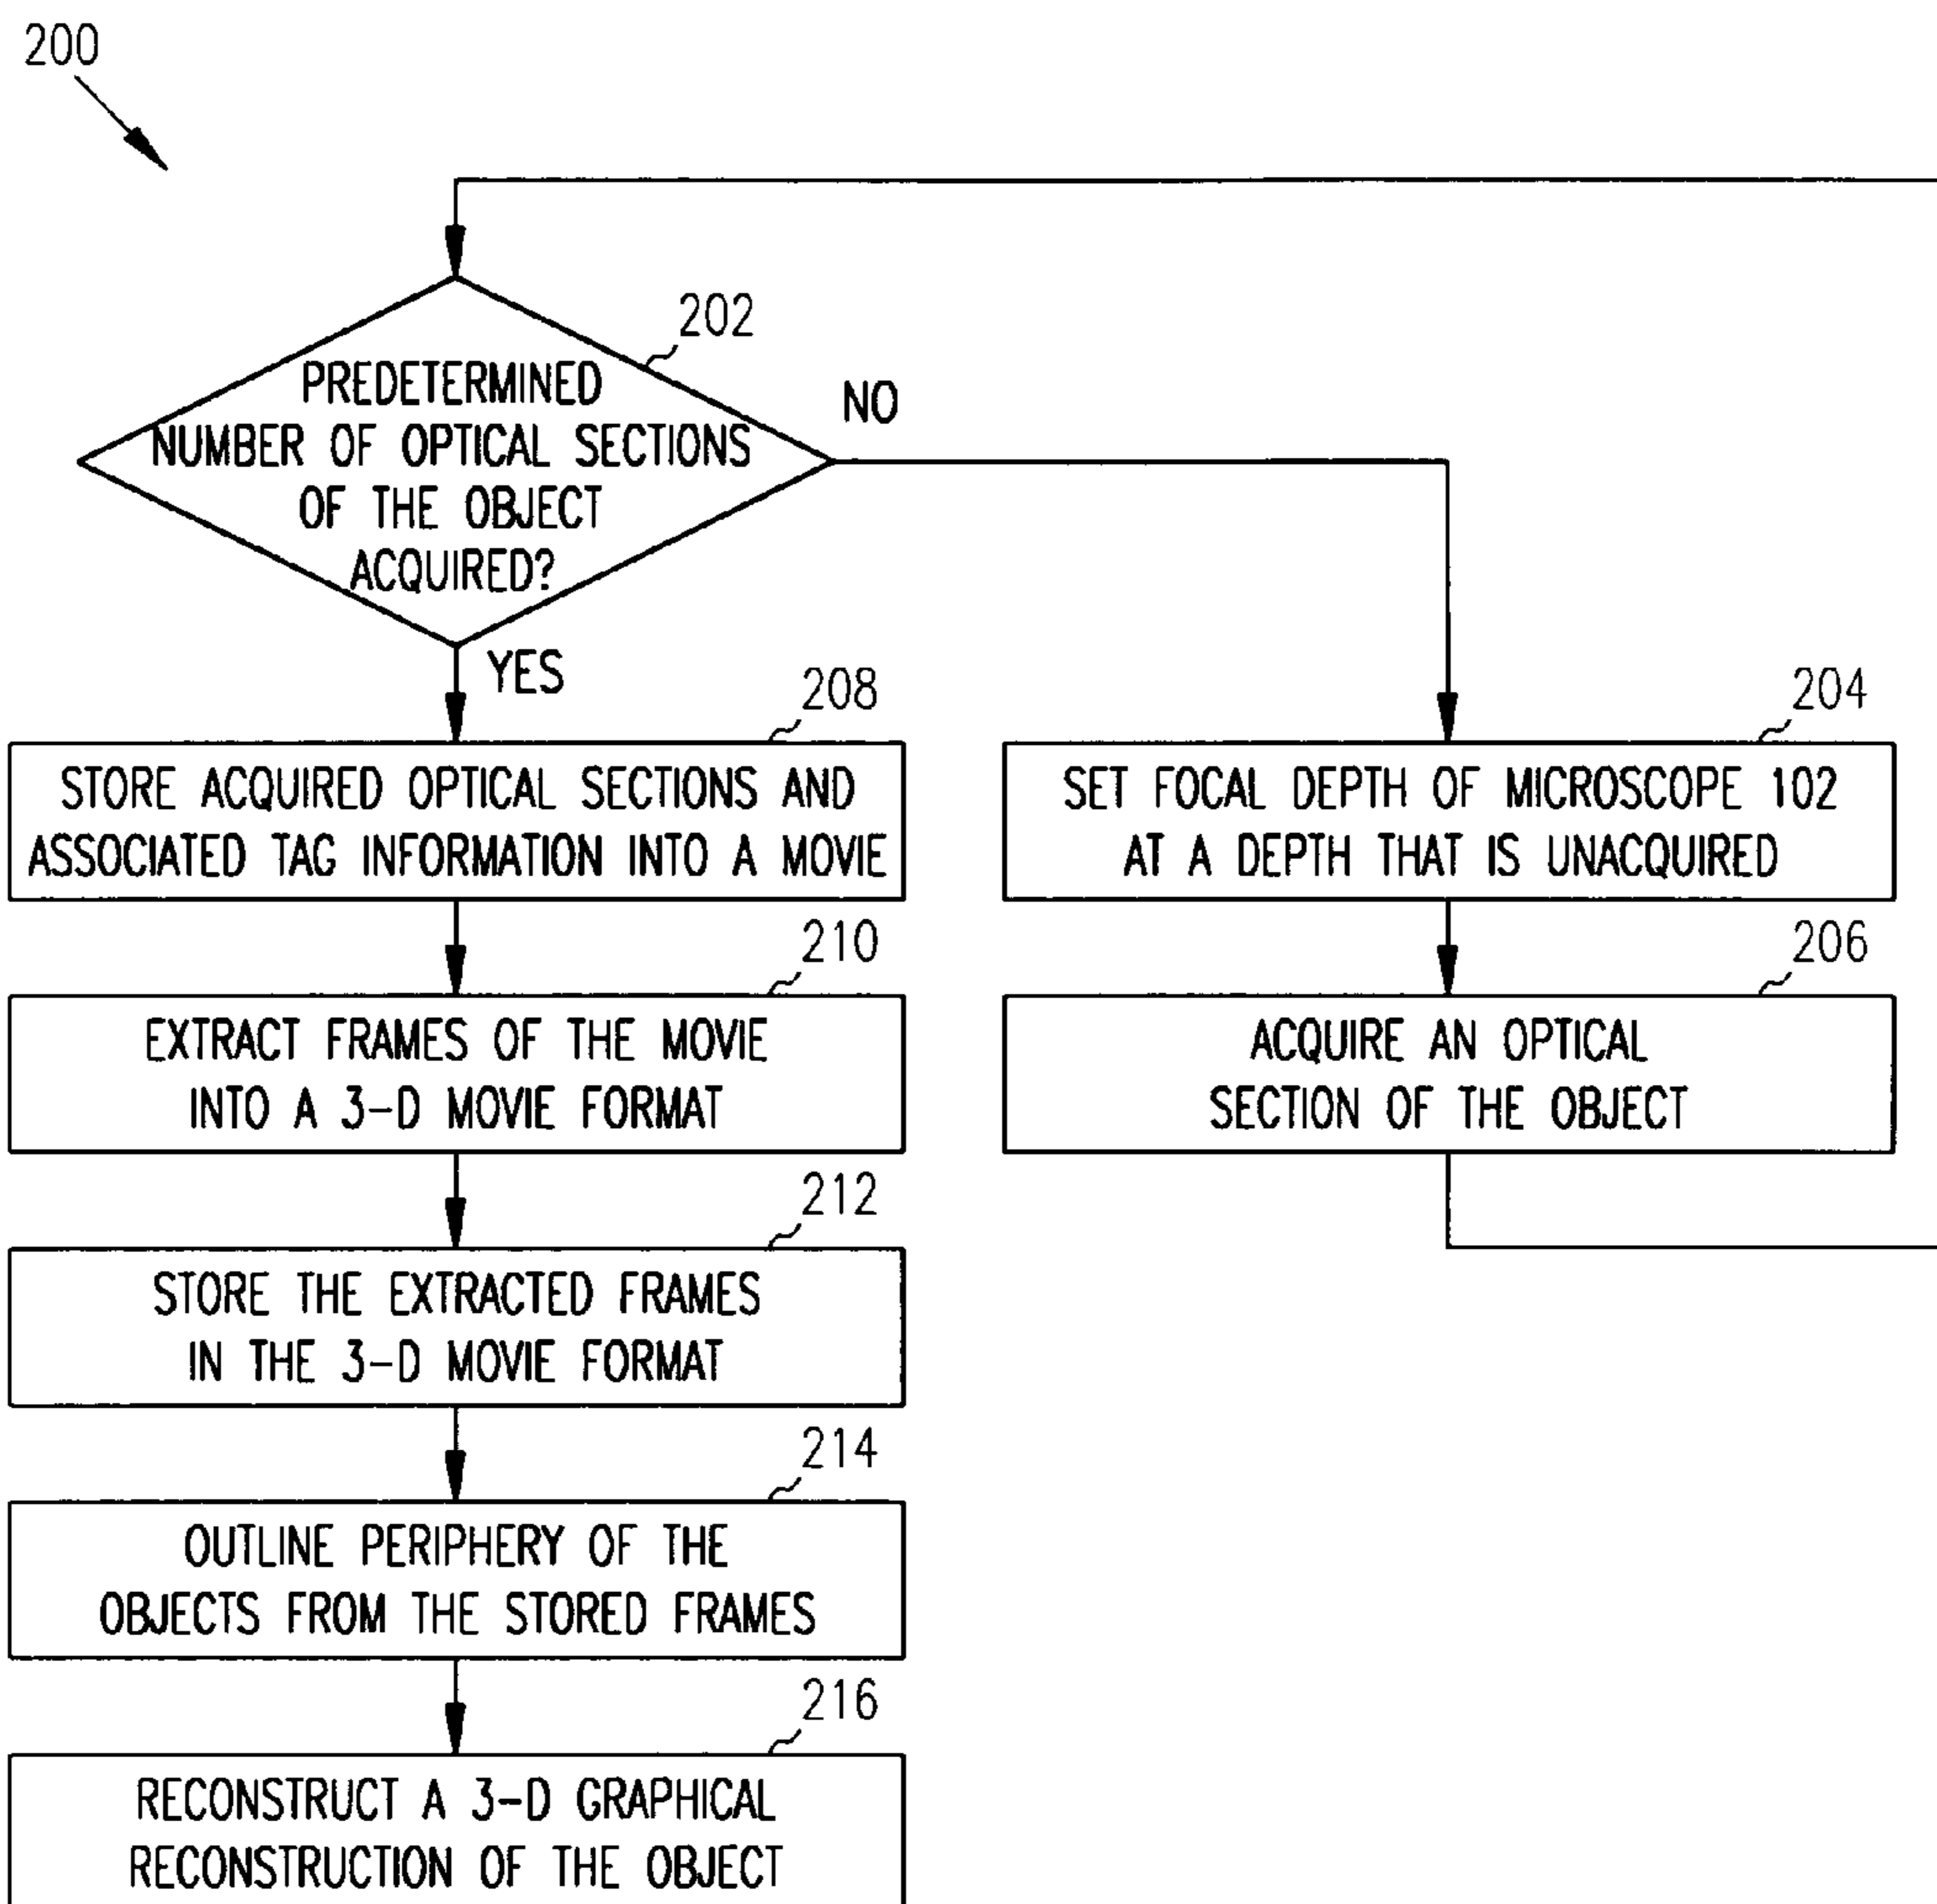 200
202
PREDETERMINED
NUMBER OF OPTICAL SECTIONS
OF THE OBJECT
ACQUIRED?
NO
YES
208
STORE ACQUIRED OPTICAL SECTIONS AND
ASSOCIATED TAG INFORMATION INTO A MOVIE
204
SET FOCAL DEPTH OF MICROSCOPE 102
AT A DEPTH THAT IS UNACQUIRED
210
EXTRACT FRAMES OF THE MOVIE
INTO A 3-D MOVIE FORMAT
206
ACQUIRE AN OPTICAL
SECTION OF THE OBJECT
212
STORE THE EXTRACTED FRAMES
IN THE 3-D MOVIE FORMAT
214
OUTLINE PERIPHERY OF THE
OBJECTS FROM THE STORED FRAMES
216
RECONSTRUCT A 3-D GRAPHICAL
RECONSTRUCTION OF THE OBJECT